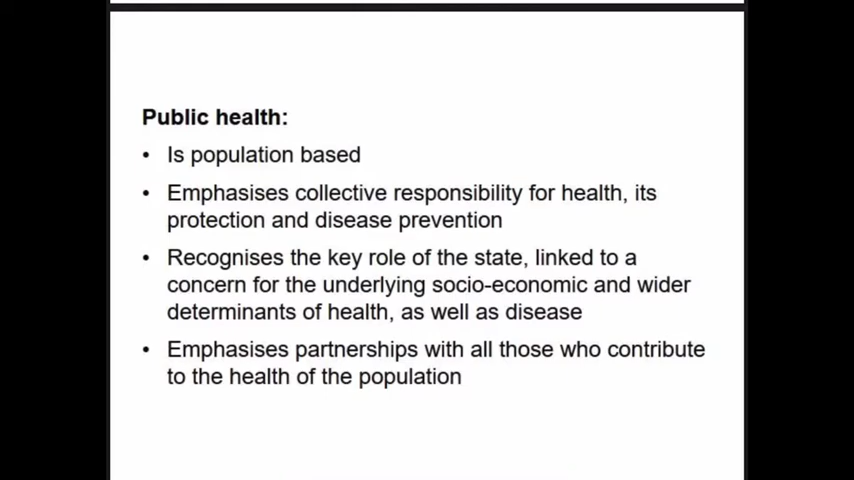 Public health:
• Is population based
• Emphasises collective responsibility for health, its
protection and disease prevention
• Recognises the key role of the state, linked to a
concern for the underlying socio-economic and wider
determinants of health, as well as disease
• Emphasises partnerships with all those who contribute
to the health of the population